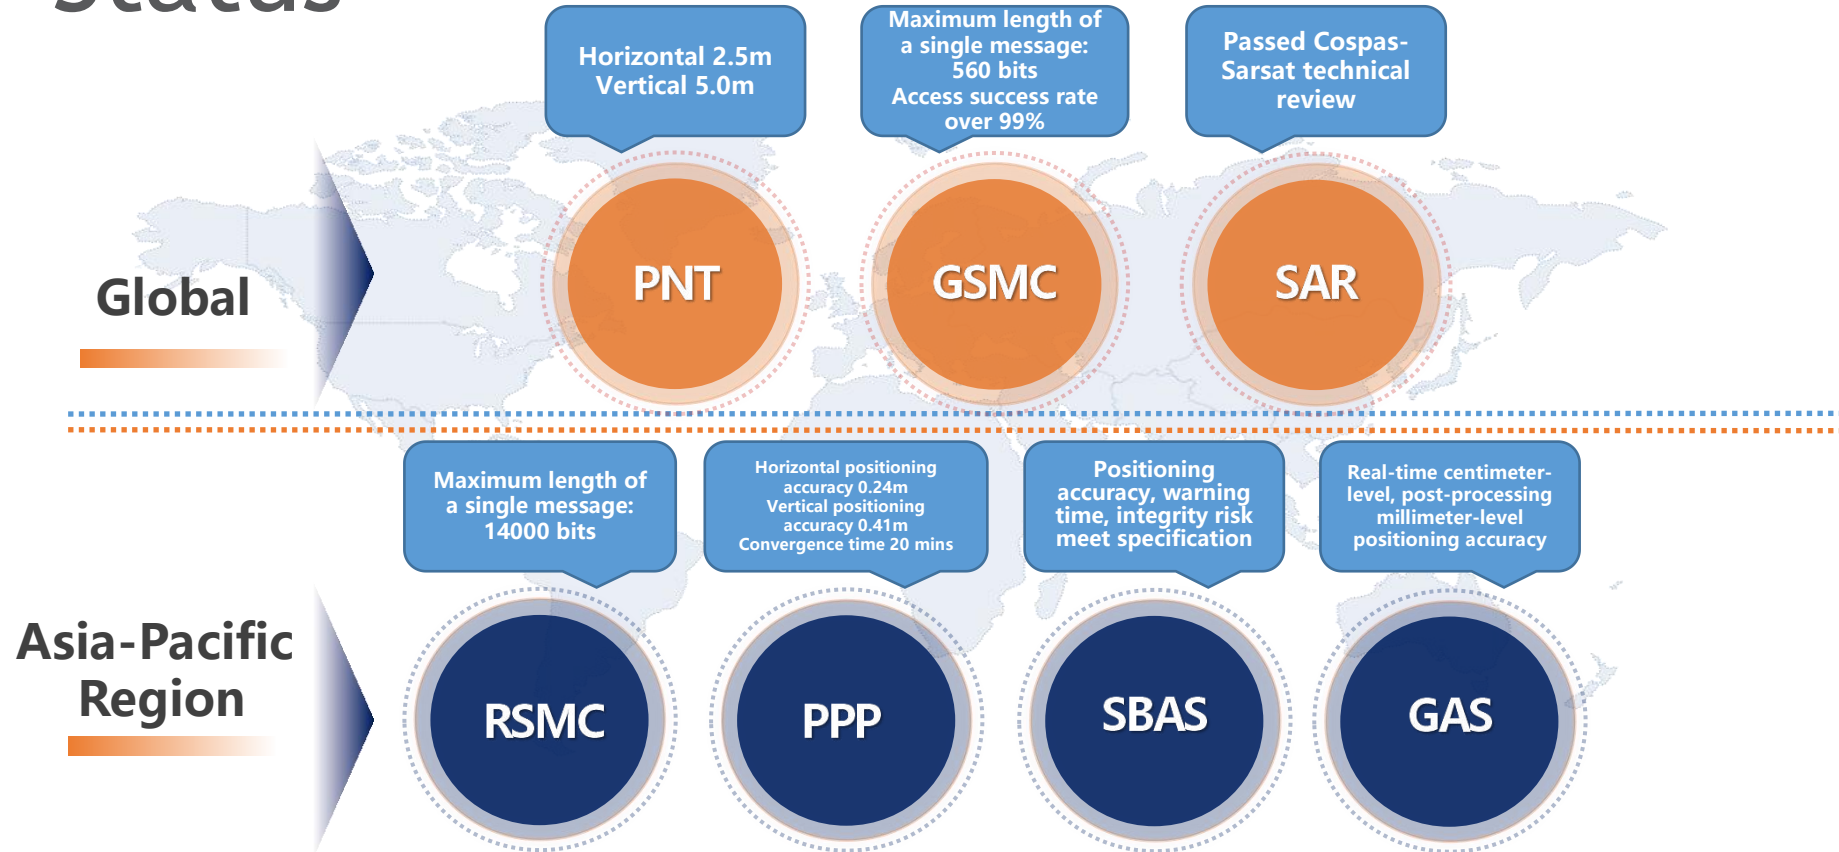 Status
Horizontal 2.5m
Vertical 5.0m
Maximum length of
a single message:
560 bits
Access success rate
over 99%
Passed Cospas-
Sarsat technical
review
Global
PNT
GSMC
SAR
Maximum length of
a single message:
14000 bits
Horizontal positioning
accuracy 0.24m
Vertical positioning
accuracy 0.41m
Convergence time 20 mins
Positioning
accuracy, warning
time, integrity risk
meet specification
Real-time centimeter-
level, post-processing
millimeter-level
positioning accuracy
Asia-Pacific
Region
RSMC
PPP
SBAS
GAS